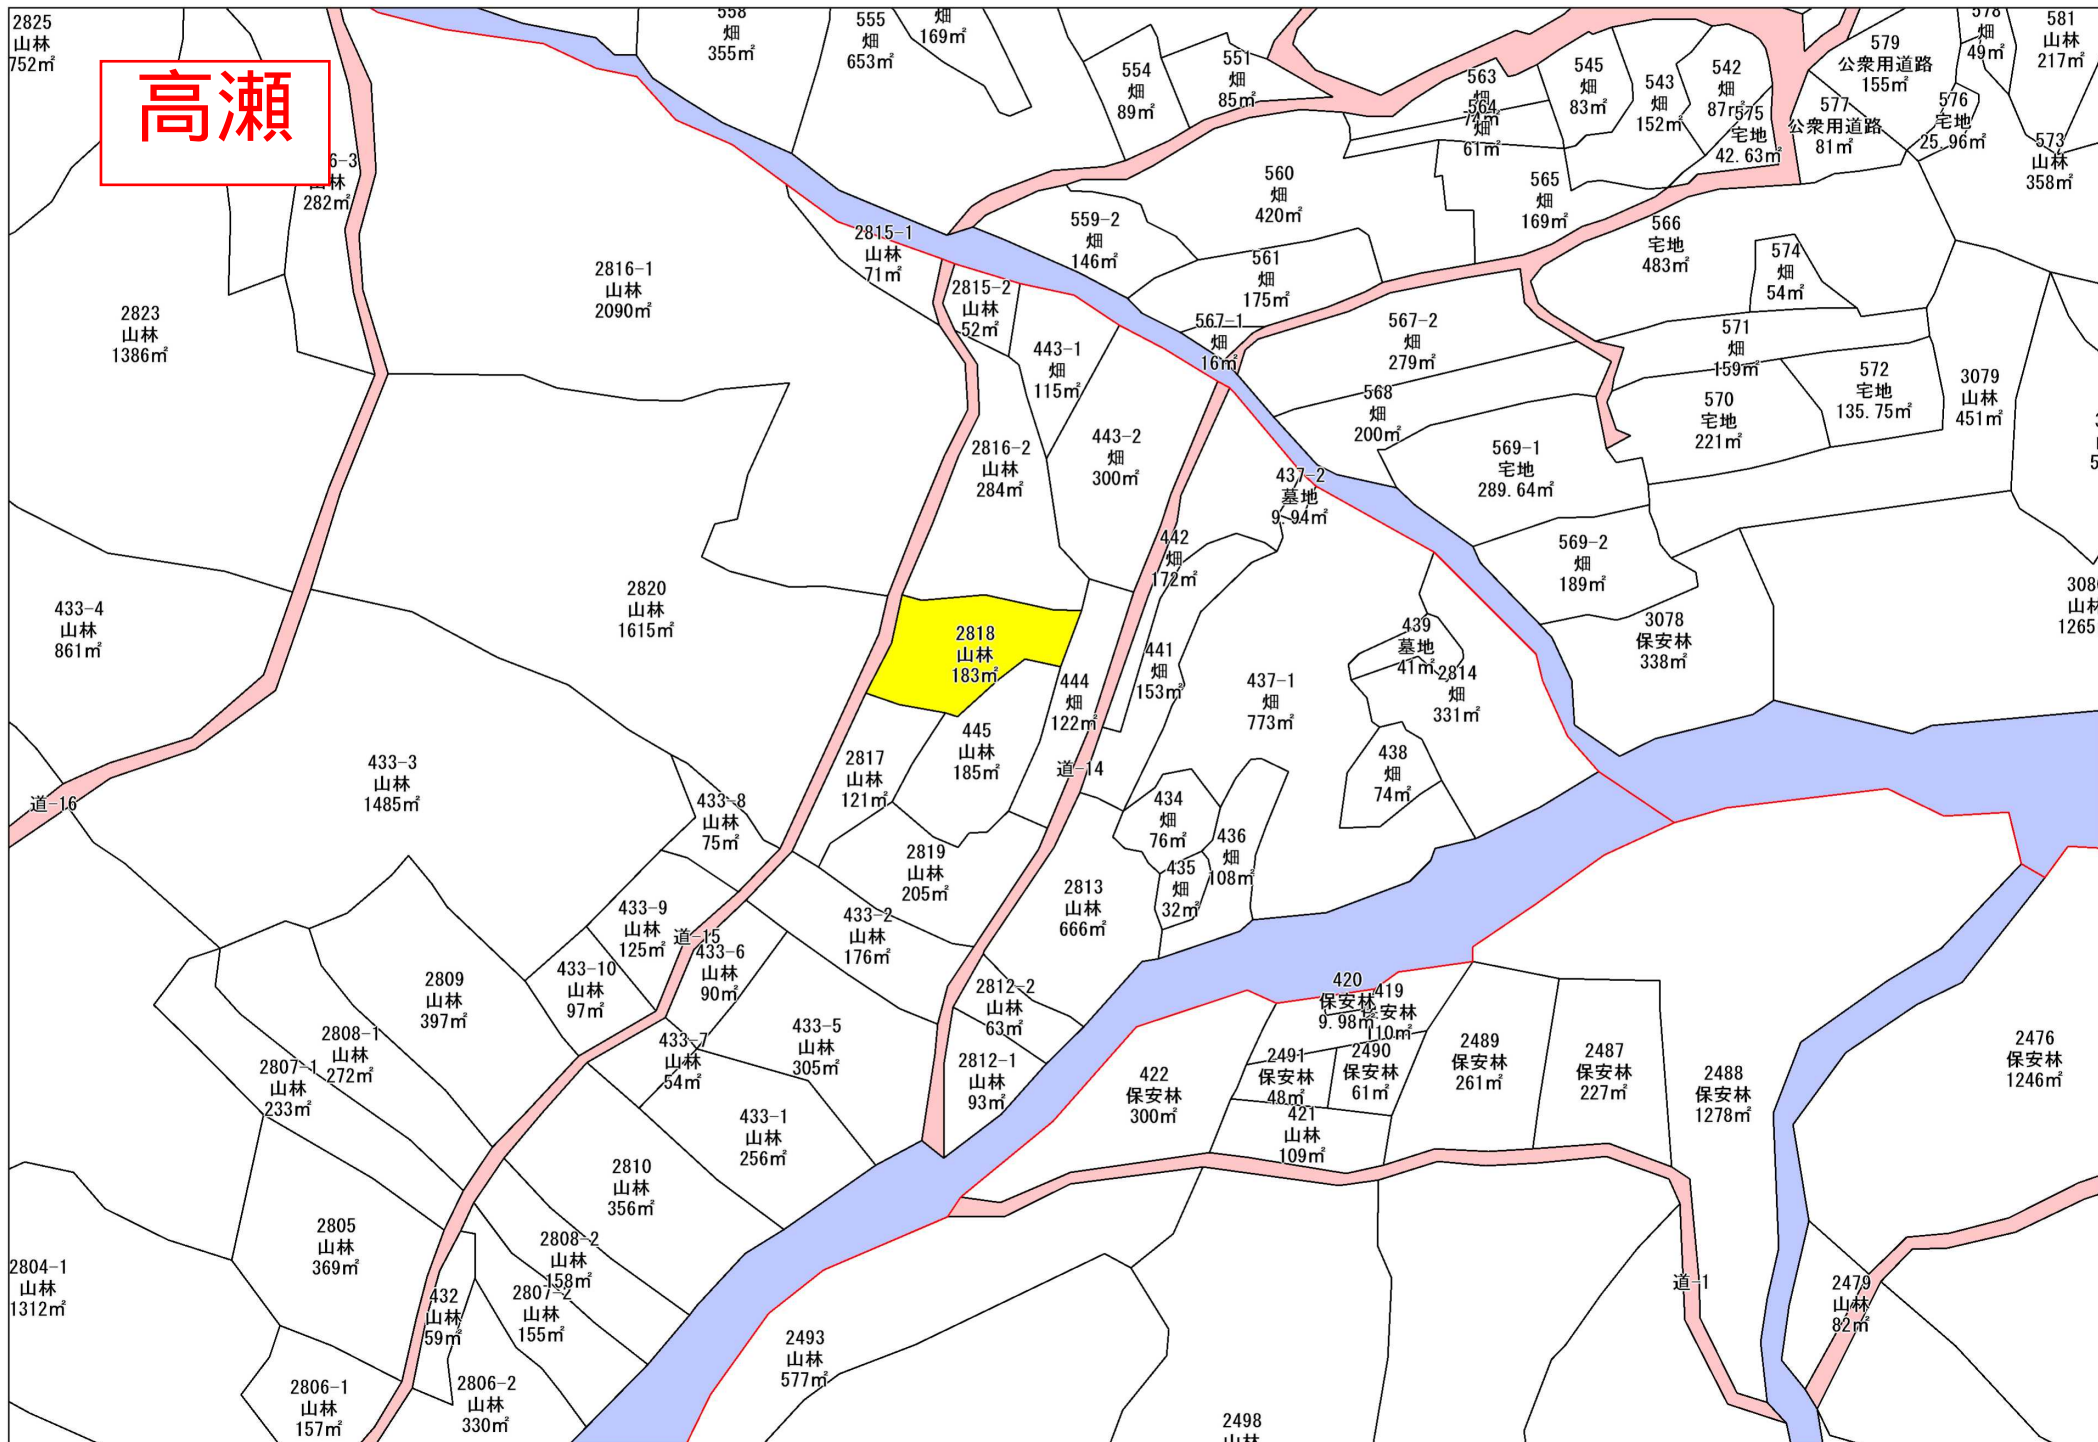 高瀬
2825
山林
752㎡
山林
282㎡
2823
山林
1386㎡
2816-1
山林
2090㎡
558
畑
355㎡
555
畑
653㎡
畑
169㎡
554
畑
89㎡
551
畑
85㎡
563
畑
74㎡
564
畑
61㎡
545
畑
83㎡
543
畑
152㎡
542
畑
575
宅地
42.63㎡
579
公衆用道路
155㎡
577
公衆用道路
81㎡
578
畑
49㎡
576
宅地
25.96㎡
581
山林
217㎡
573
山林
358㎡
560
畑
420㎡
565
畑
169㎡
566
宅地
483㎡
574
畑
54㎡
559-2
畑
146㎡
561
畑
175㎡
2815-1
山林
71㎡
2815-2
山林
52㎡
443-1
畑
115㎡
443-2
畑
300㎡
567-1
畑
16㎡
567-2
畑
279㎡
568
畑
200㎡
571
畑
159㎡
570
宅地
221㎡
572
宅地
135.75㎡
3079
山林
451㎡
2816-2
山林
284㎡
437-2
墓地
9.94㎡
569-1
宅地
289.64㎡
569-2
畑
189㎡
442
畑
172㎡
433-4
山林
861㎡
2820
山林
1615㎡
2818
山林
183㎡
444
畑
122㎡
441
畑
153㎡
437-1
畑
773㎡
439
墓地
41㎡
2814
畑
331㎡
3078
保安林
338㎡
山林
1265
438
畑
74㎡
道-16
433-3
山林
1485㎡
433-8
山林
75㎡
2817
山林
121㎡
445
山林
185㎡
道-14
434
畑
76㎡
436
畑
108㎡
435
畑
32㎡
2819
山林
205㎡
2813
山林
666㎡
433-9
山林
125㎡
道-15
433-6
山林
90㎡
433-2
山林
176㎡
433-10
山林
97㎡
2809
山林
397㎡
2808-1
山林
272㎡
2807-1
山林
233㎡
433-7
山林
54㎡
433-5
山林
305㎡
2812-2
山林
63㎡
2812-1
山林
93㎡
420
保安林
9.98㎡
419
保安林
110㎡
422
保安林
300㎡
2491
保安林
48㎡
2490
保安林
61㎡
2489
保安林
261㎡
2487
保安林
227㎡
2488
保安林
1278㎡
2476
保安林
1246㎡
421
山林
109㎡
433-1
山林
256㎡
2810
山林
356㎡
2805
山林
369㎡
2804-1
山林
1312㎡
2808-2
山林
158㎡
2807-2
山林
155㎡
432
山林
59㎡
2806-1
山林
157㎡
2806-2
山林
330㎡
2493
山林
577㎡
道-1
2479
山林
82㎡
2498
山林